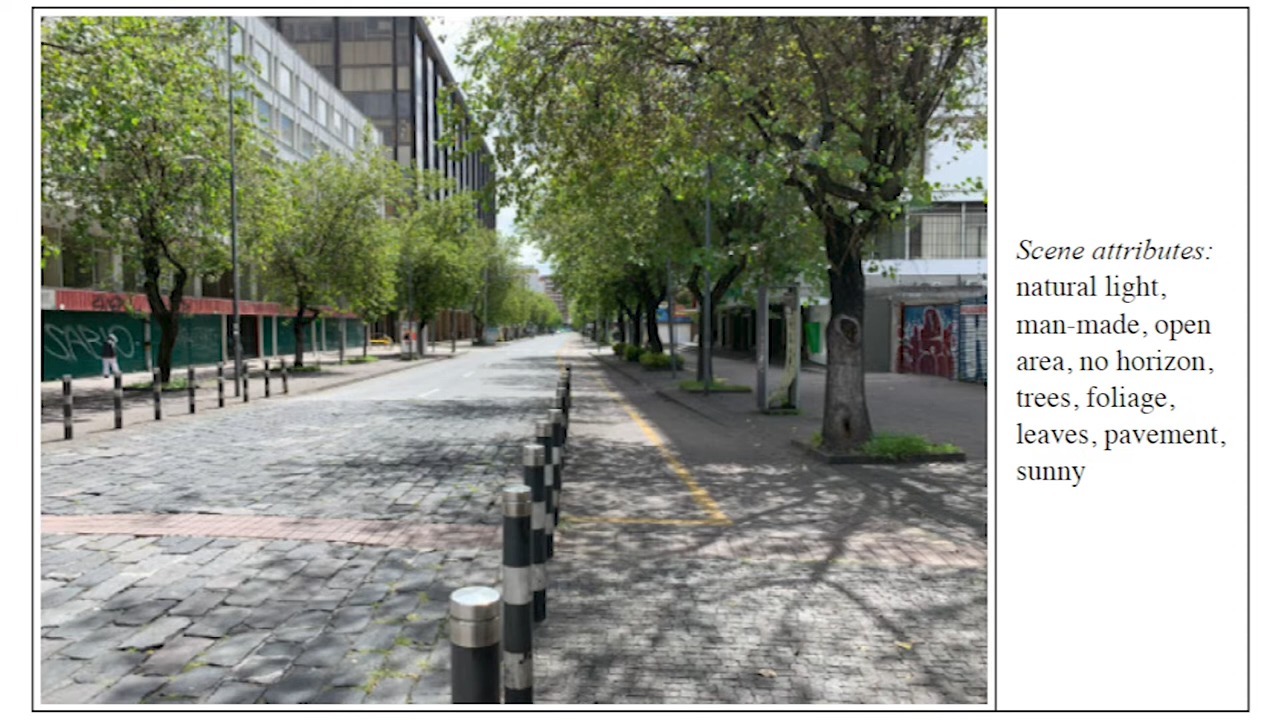 Scene attributes:
natural light,
man-made, open
area, no horizon,
trees, foliage,
leaves, pavement,
sunny